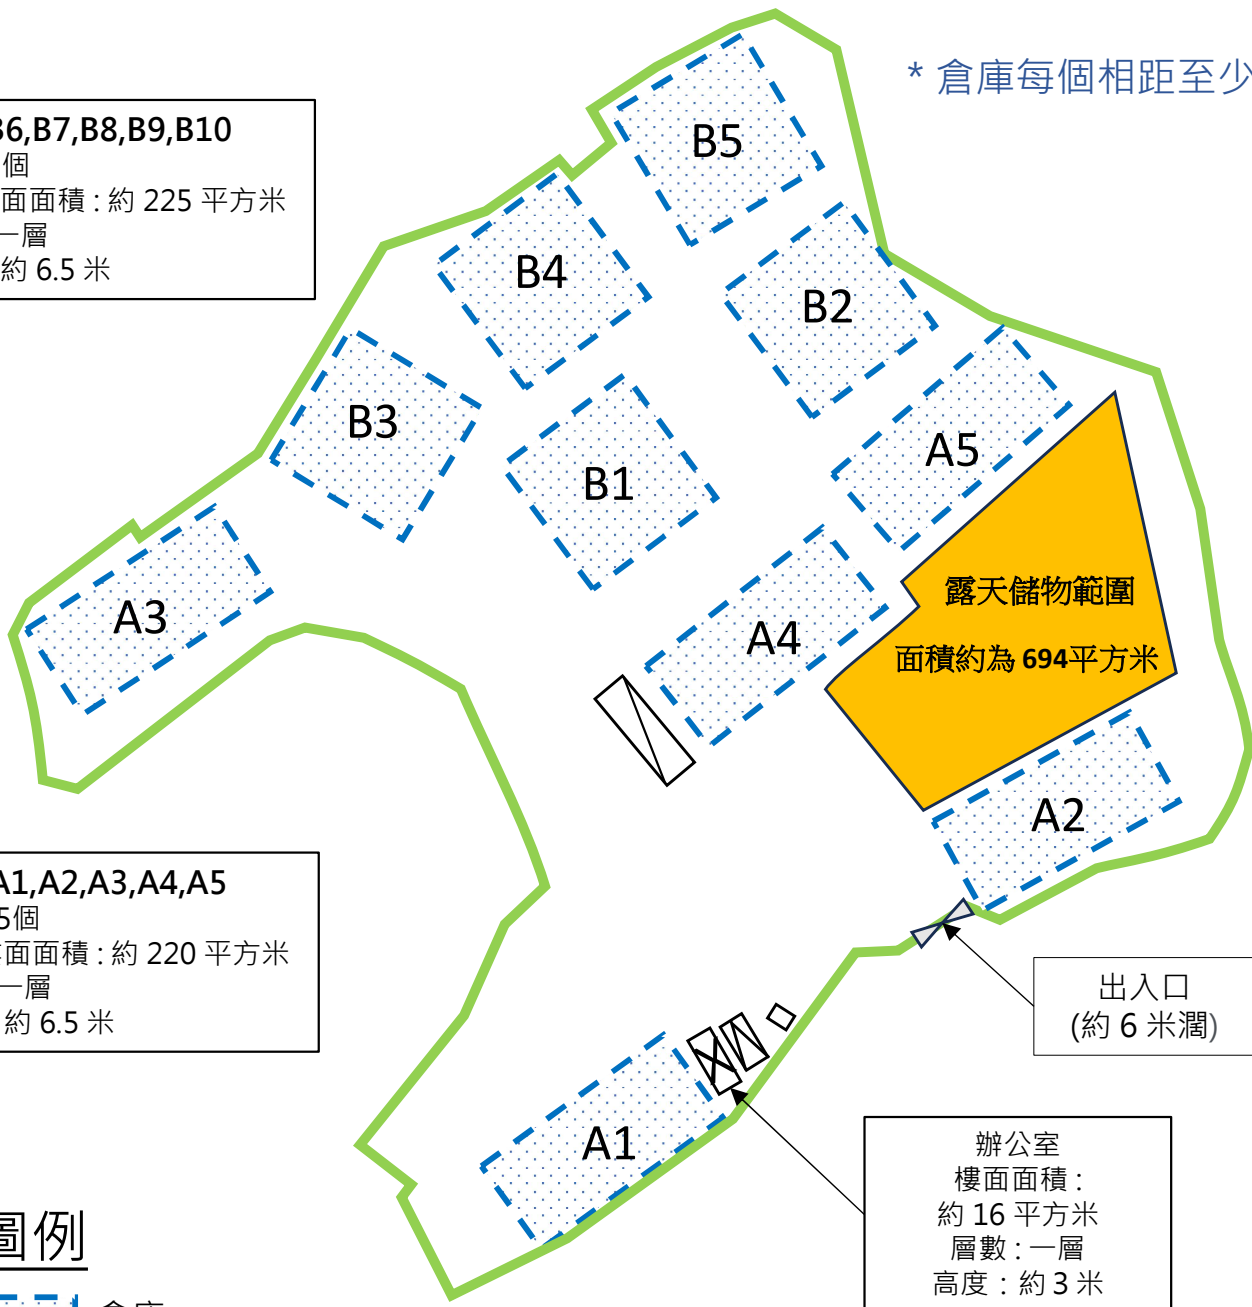 * 倉庫每個相距至少
B6,B7,B8,B9,B10
個
面面積 : 約 225 平方米
一層
約 6.5 米
B5
B4
B2
B3
B1
A5
A3
A4
露天儲物範圍
面積約為 694平方米
A2
A1,A2,A3,A4,A5
5個
面面積 : 約 220 平方米
一層
約 6.5 米
出入口
(約 6 米濶)
A1
辦公室
樓面面積 :
約 16 平方米
層數 : 一層
高度 : 約 3 米
圖例
倉庫